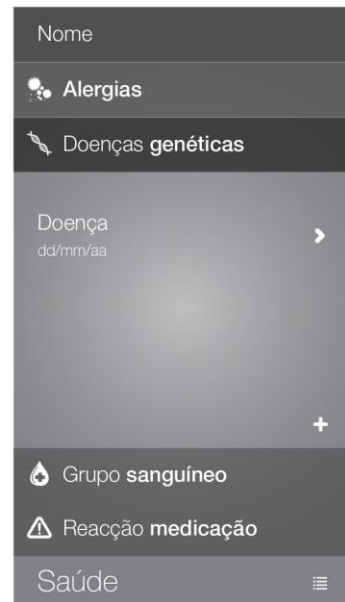 Nome
Alergias
Doenças genéticas
Doença
dd/mm/aa
Grupo sanguíneo
Reacção medicação
Saúde